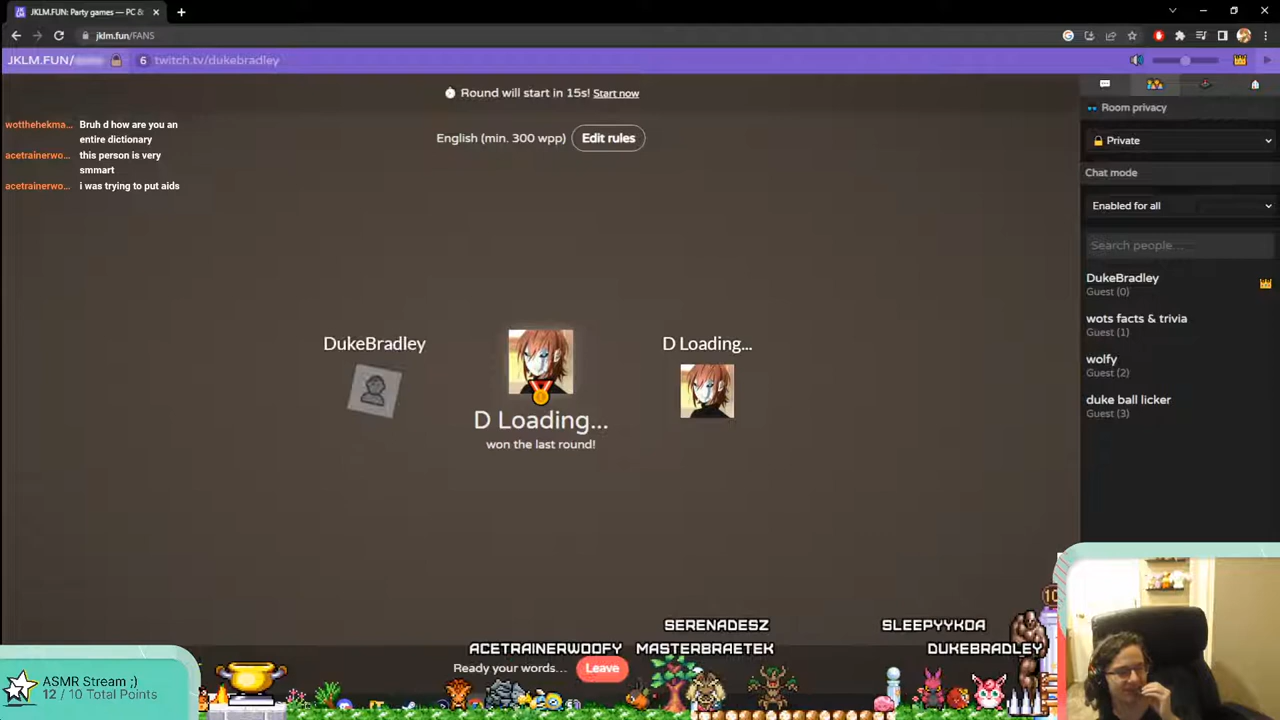 JKLM.FUN: Party games — PC &
jklm.fun/FANS
JKLM.FUN/
6 twitch.tv/dukebradley
Round will start in 15s! Start now
English (min. 300 wpp) Edit rules
wotthehekma... Bruh d how are you an
entire dictionary
acetrainerwo... this person is very
smmart
acetrainerwo... i was trying to put aids
DukeBradley
D Loading...
won the last round!
D Loading...
Room privacy
Private
Chat mode
Enabled for all
Search people...
DukeBradley
Guest (0)
wots facts & trivia
Guest (1)
wolfy
Guest (2)
duke ball licker
Guest (3)
SERENADESZ
SLEEPYYKOA
ACETRAINERWOOFY
MASTERBRAETEK
DUKEBRADLEY
Ready your words... Leave
ASMR Stream ;)
12 / 10 Total Points